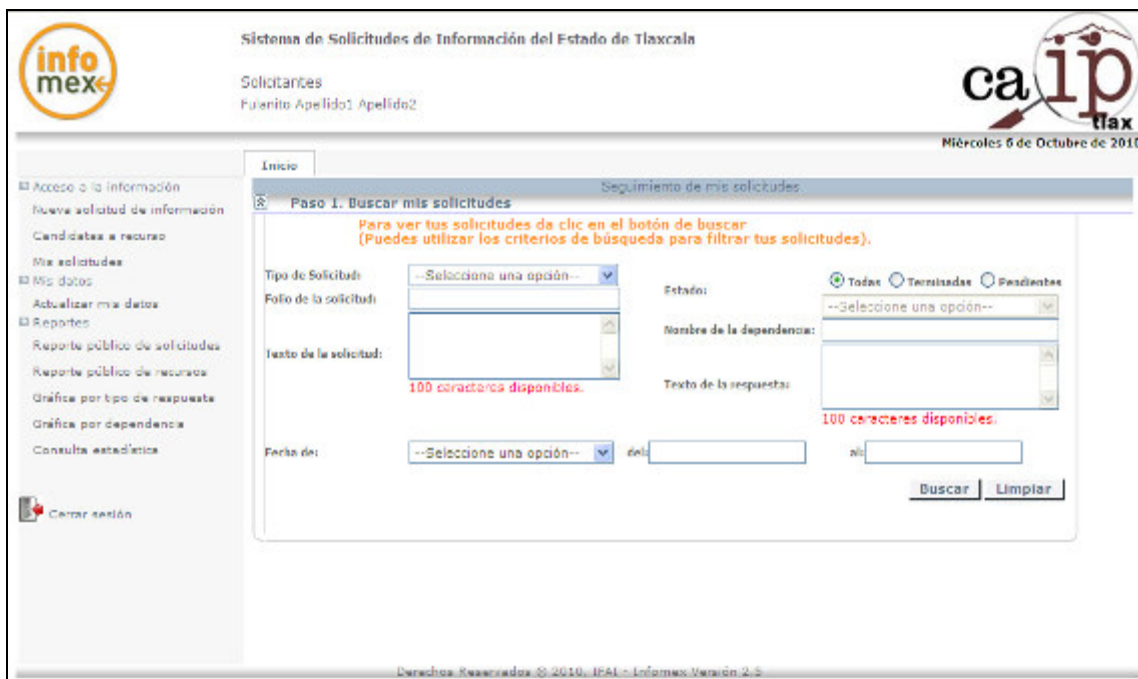 info
mex
Sistema de Solicitudes de Información del Estado de Tlaxcala
Solicitantes
Fulanito Apellido1 Apellido2
ca ip
tlax
Miércoles 6 de Octubre de 2010
Inicio
Acceso a la información
Nueva solicitud de información
Candidatas a recurso
Mis solicitudes
Mis datos
Actualizar mis datos
Reportes
Reporte público de solicitudes
Reporte público de recursos
Gráfica por tipo de respuesta
Gráfica por dependencia
Consulta estadística
Cerrar sesión
Seguimiento de mis solicitudes
Paso 1. Buscar mis solicitudes
Para ver tus solicitudes da clic en el botón de buscar
(Puedes utilizar los criterios de búsqueda para filtrar tus solicitudes).
Tipo de Solicitud: --Seleccione una opción--
Folio de la solicitud:
Texto de la solicitud:
100 caracteres disponibles.
Estado: Todas Terminadas Pendientes
--Seleccione una opción--
Nombre de la dependencia:
Texto de la respuesta:
100 caracteres disponibles.
Fecha de: --Seleccione una opción-- del: al:
Buscar Limpiar
Derechos Reservados © 2010, IFAI - Infomex Versión 2.5